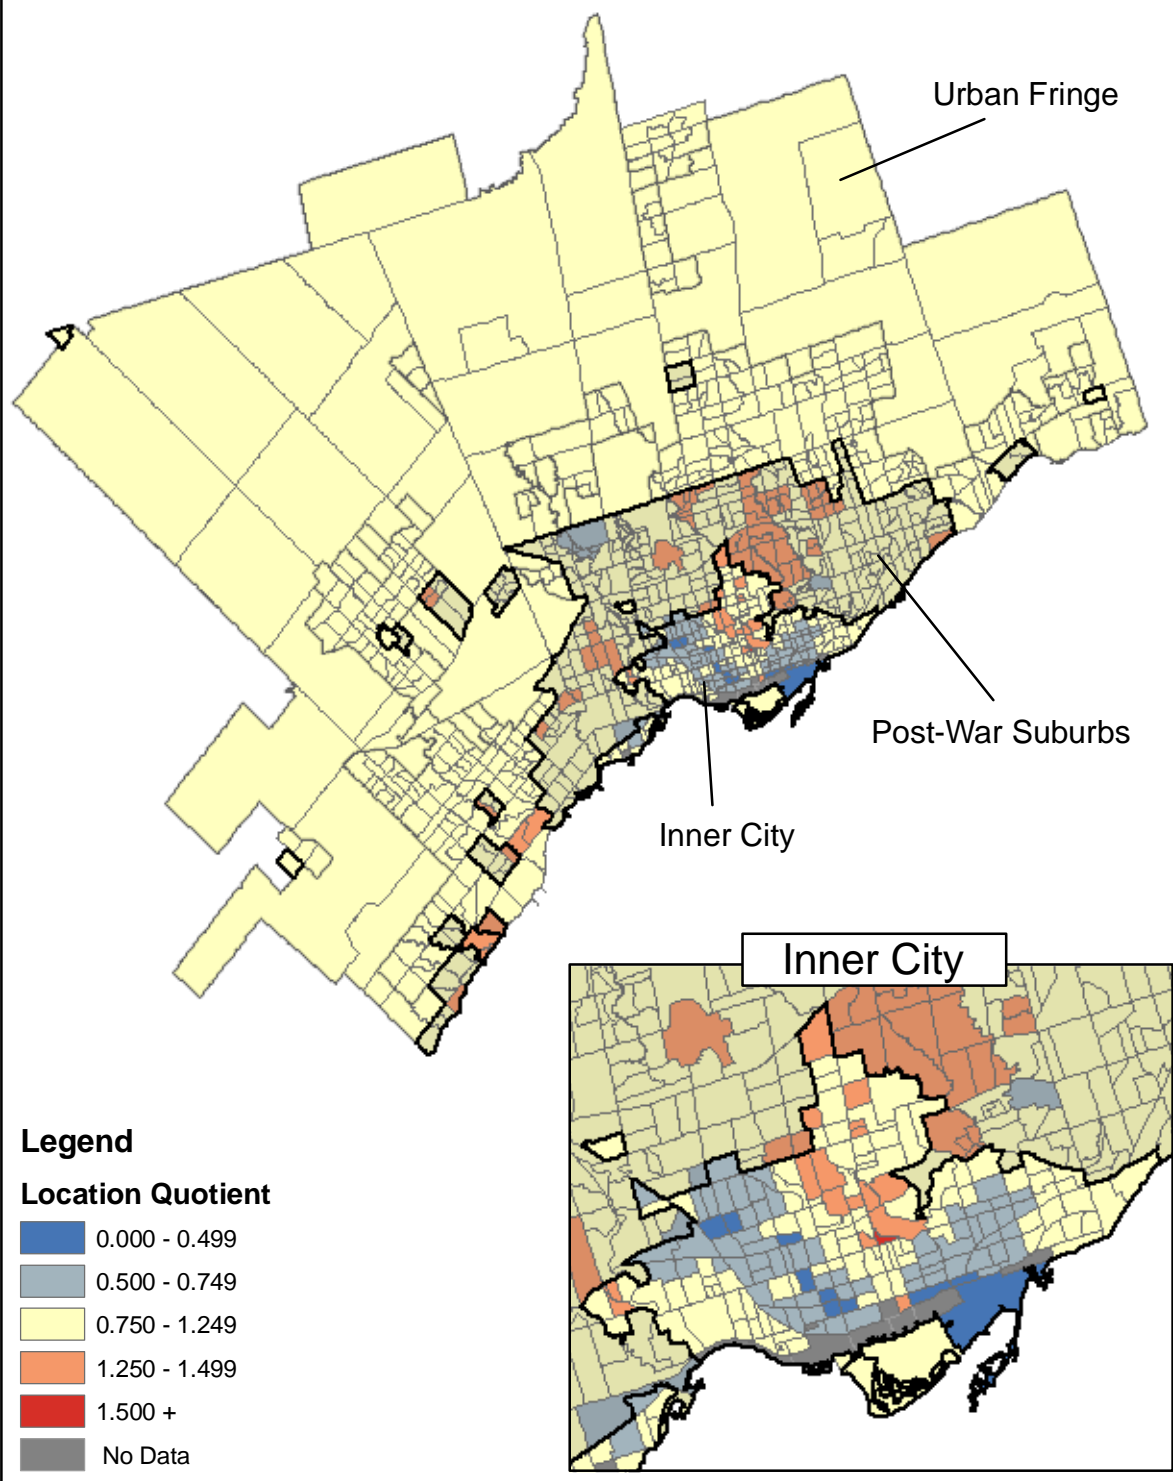 Urban Fringe
Post-War Suburbs
Inner City
Inner City
Legend
Location Quotient
0.000 - 0.499
0.500 - 0.749
0.750 - 1.249
1.250 - 1.499
1.500 +
No Data